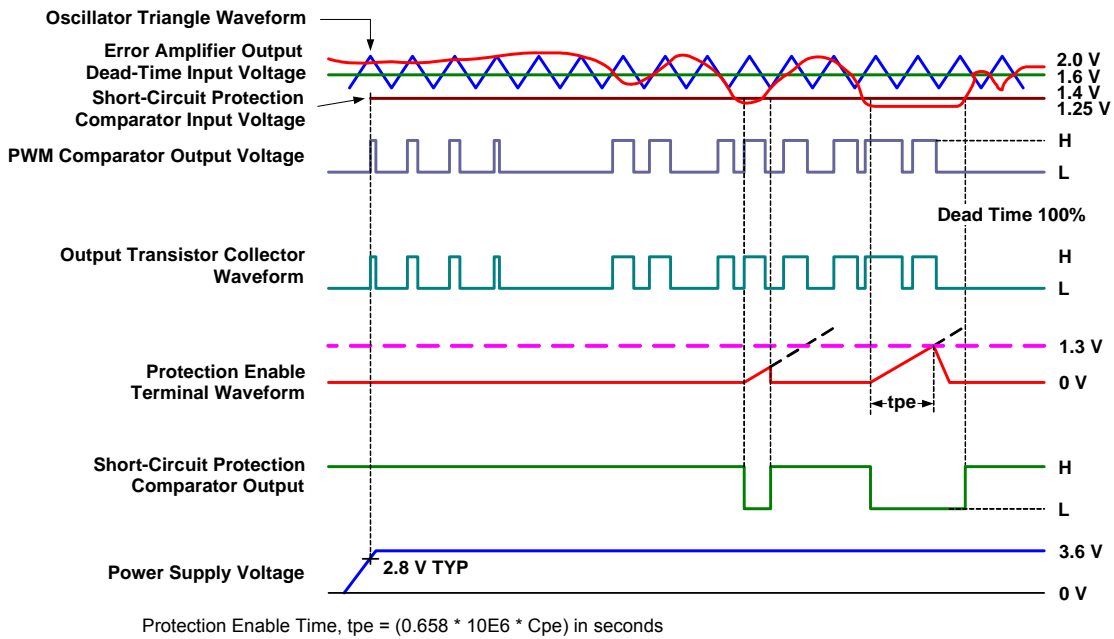 Oscillator Triangle Waveform
Error Amplifier Output
Dead-Time Input Voltage
Short-Circuit Protection
Comparator Input Voltage
2.0 V
1.6 V
1.4 V
1.25 V
PWM Comparator Output Voltage
H
L
Dead Time 100%
Output Transistor Collector
Waveform
H
L
Protection Enable
Terminal Waveform
1.3 V
0 V
tpe
Short-Circuit Protection
Comparator Output
H
L
Power Supply Voltage
2.8 V TYP
3.6 V
0 V
Protection Enable Time, tpe = (0.658 * 10E6 * Cpe) in seconds